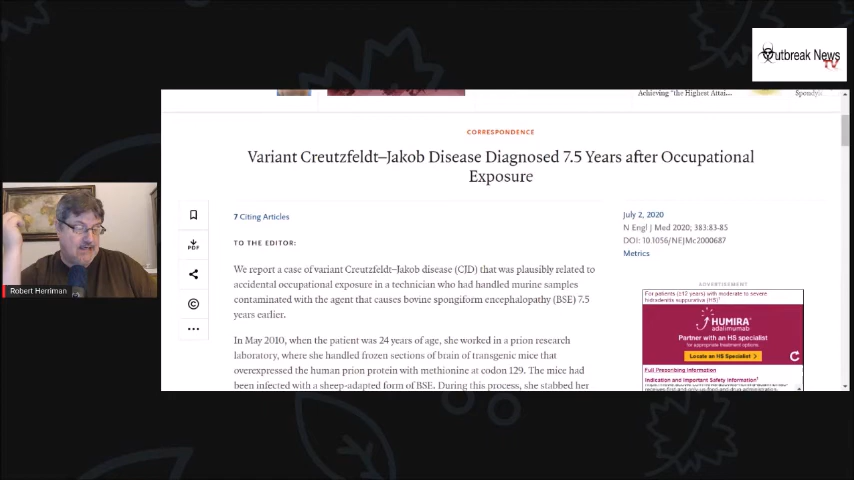 Outbreak News
TV
Achieving "the Highest Attai...
Spondy
CORRESPONDENCE
Variant Creutzfeldt–Jakob Disease Diagnosed 7.5 Years after Occupational
Exposure
7 Citing Articles
July 2, 2020
N Engl J Med 2020; 383:83-85
DOI: 10.1056/NEJMc2000687
Metrics
PDF
TO THE EDITOR:
We report a case of variant Creutzfeldt–Jakob disease (CJD) that was plausibly related to
accidental occupational exposure in a technician who had handled murine samples
contaminated with the agent that causes bovine spongiform encephalopathy (BSE) 7.5
years earlier.
In May 2010, when the patient was 24 years of age, she worked in a prion research
laboratory, where she handled frozen sections of brain of transgenic mice that
overexpressed the human prion protein with methionine at codon 129. The mice had
been infected with a sheep-adapted form of BSE. During this process, she stabbed her
ADVERTISEMENT
For patients (≥12 years) with moderate to severe
hidradenitis suppurativa (HS)
HUMIRA
adalimumab
Partner with an HS specialist
for appropriate treatment options.
Locate an HS Specialist
Full Prescribing Information
Indication and Important Safety Information
Robert Herriman